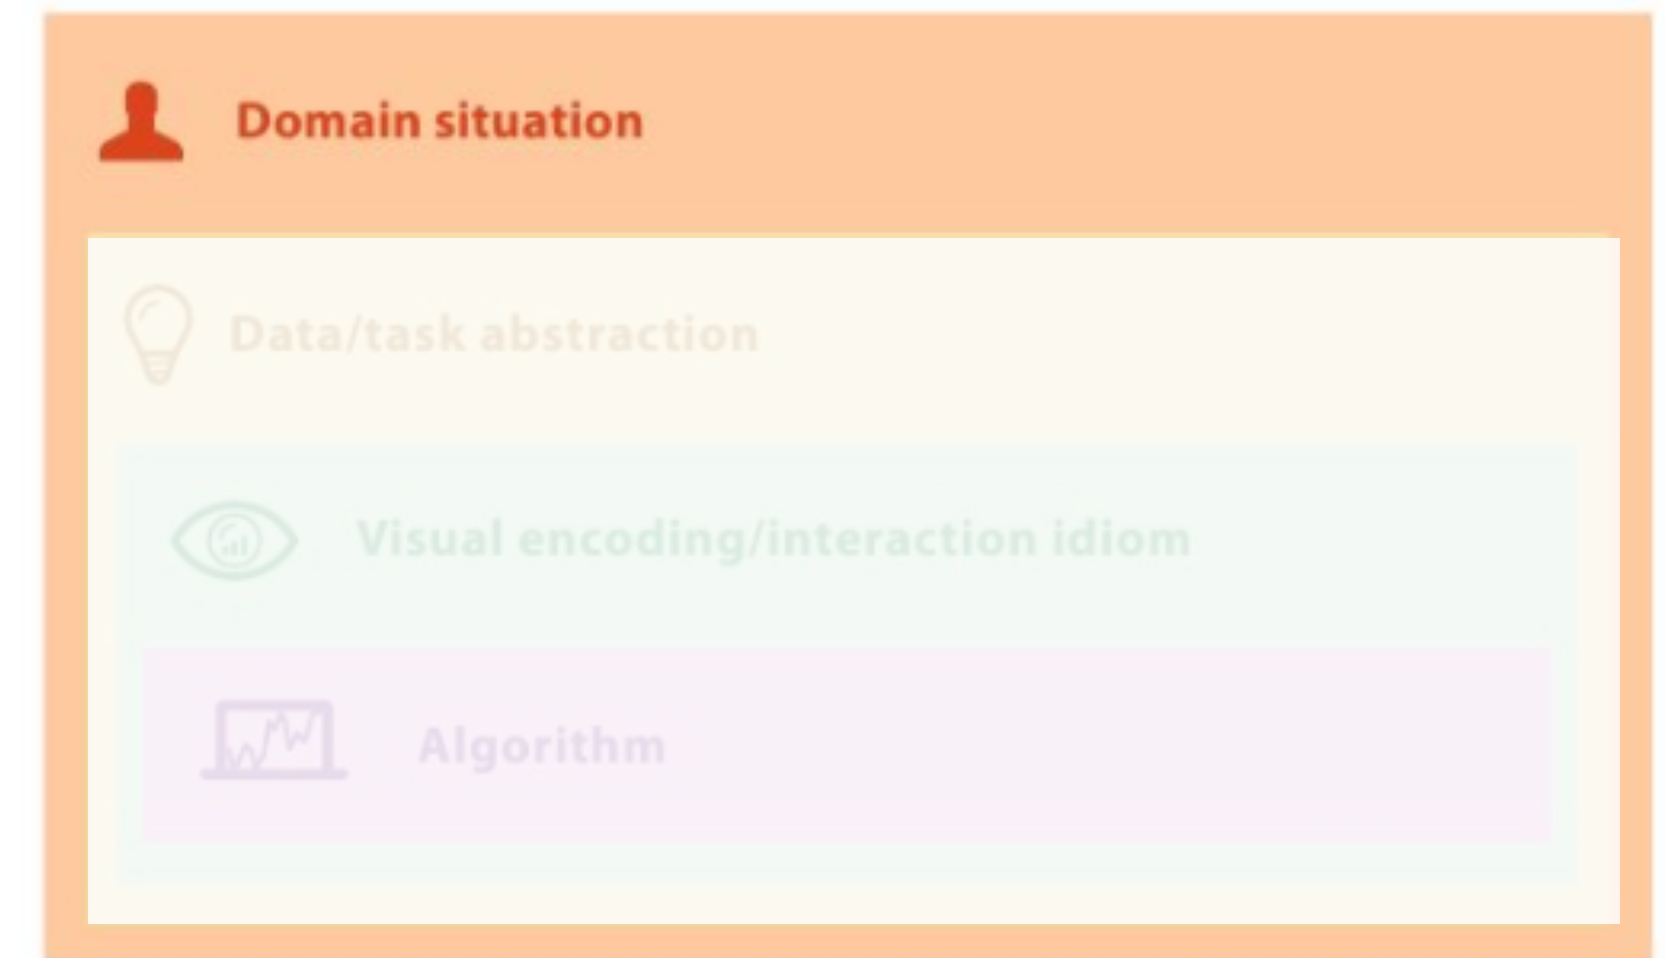 Domain situation
Data/task abstraction
Visual encoding/interaction idiom
Algorithm